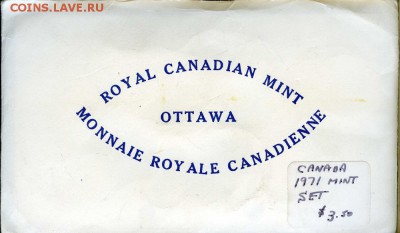 COINS.LAVE.RU
ROYAL CANADIAN MINT
OTTAWA
MONNAIE ROYALE CANADIENNE
CANADA
1971 MINT
SET
$3.50